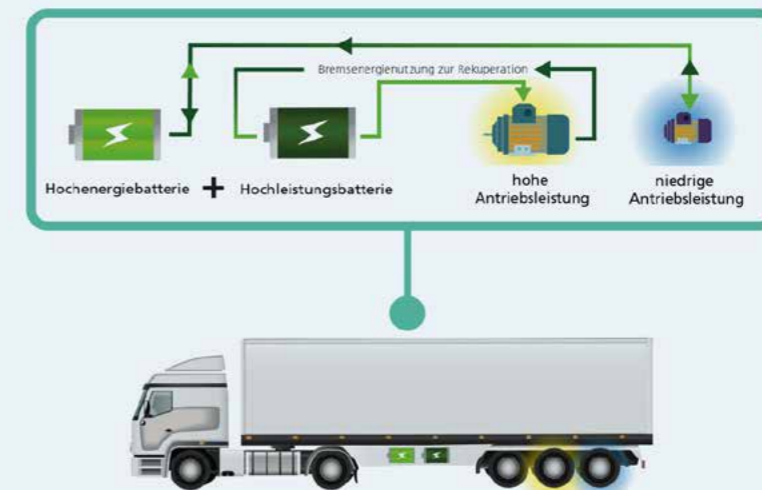 Bremsenergienutzung zur Rekuperation
Hochenergiebatterie + Hochleistungsbatterie
hohe
Antriebsleistung
niedrige
Antriebsleistung